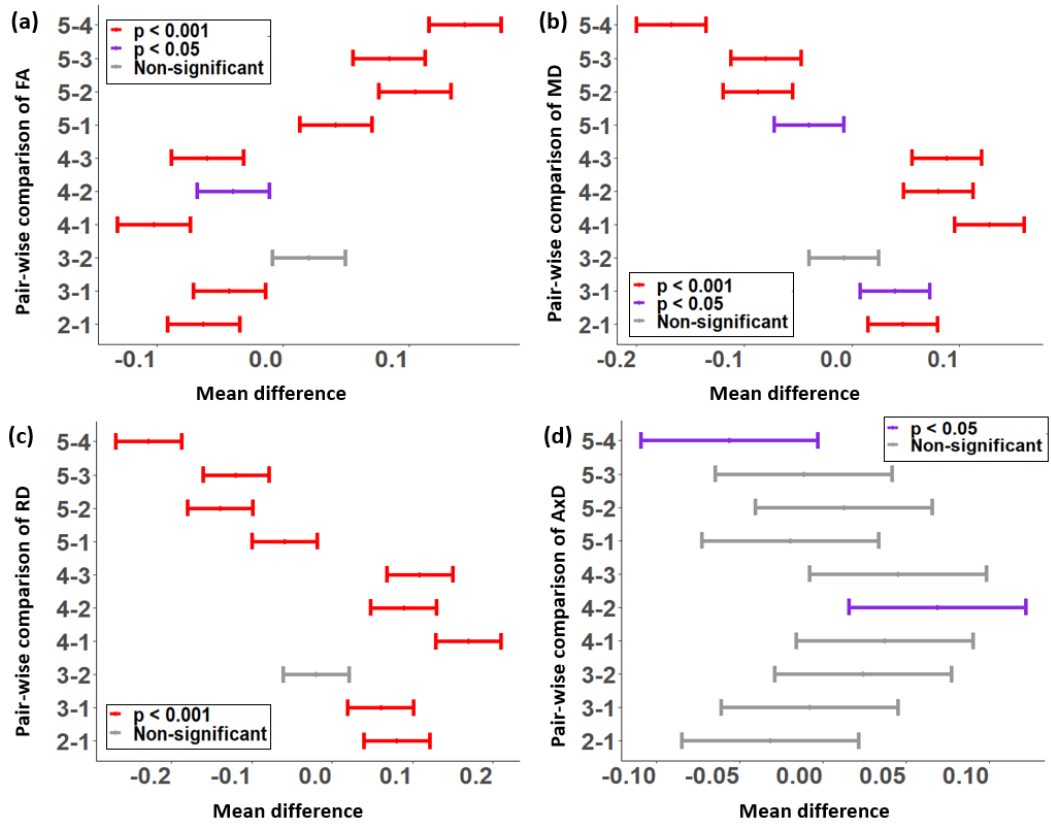 (a)
Pair-wise comparison of FA
p < 0.001
p < 0.05
Non-significant
5-4
5-3
5-2
5-1
4-3
4-2
4-1
3-2
3-1
2-1
-0.1
0.0
0.1
Mean difference
(b)
Pair-wise comparison of MD
5-4
5-3
5-2
5-1
4-3
4-2
4-1
3-2
3-1
2-1
p < 0.001
p < 0.05
Non-significant
-0.2
-0.1
0.0
0.1
Mean difference
(c)
Pair-wise comparison of RD
5-4
5-3
5-2
5-1
4-3
4-2
4-1
3-2
3-1
2-1
p < 0.001
Non-significant
-0.2
-0.1
0.0
0.1
0.2
Mean difference
(d)
Pair-wise comparison of AxD
p < 0.05
Non-significant
5-4
5-3
5-2
5-1
4-3
4-2
4-1
3-2
3-1
2-1
-0.10
-0.05
0.00
0.10
Mean difference